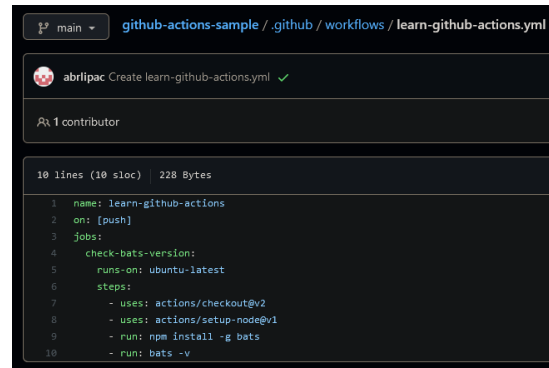 main
github-actions-sample / .github / workflows / learn-github-actions.yml
abrlipac Create learn-github-actions.yml
1 contributor
10 lines (10 sloc) 228 Bytes
1 name: learn-github-actions
2 on: [push]
3 jobs:
4   check-bats-version:
5     runs-on: ubuntu-latest
6     steps:
7       - uses: actions/checkout@v2
8       - uses: actions/setup-node@v1
9       - run: npm install -g bats
10       - run: bats -v